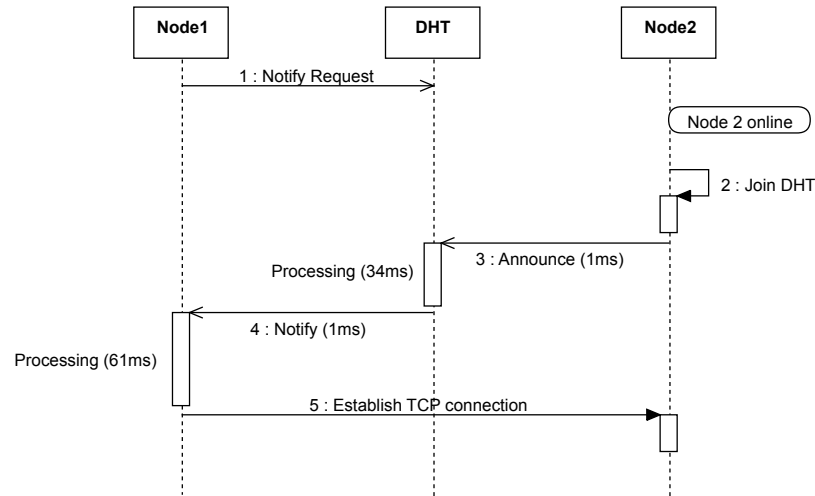 Node1
DHT
Node2
1 : Notify Request
Node 2 online
2 : Join DHT
3 : Announce (1ms)
Processing (34ms)
4 : Notify (1ms)
Processing (61ms)
5 : Establish TCP connection